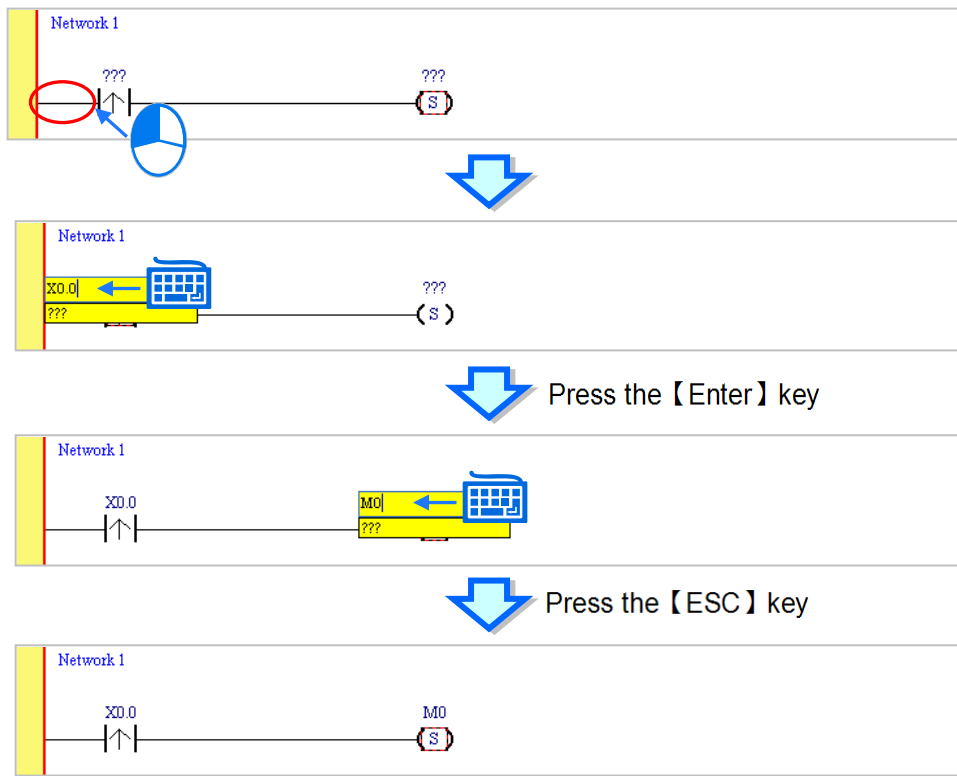 Network 1
??? ???
S
Network 1
X0.0
??? ???
S
Press the【Enter】key
Network 1
X0.0 M0
???
Press the【ESC】key
Network 1
X0.0 M0
S